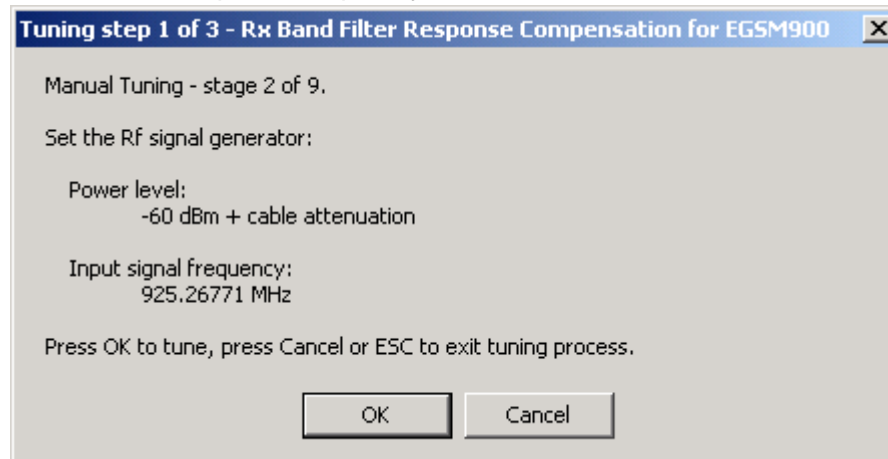 Tuning step 1 of 3 - Rx Band Filter Response Compensation for EGSM900
Manual Tuning - stage 2 of 9.
Set the Rf signal generator:
Power level:
-60 dBm + cable attenuation
Input signal frequency:
925.26771 MHz
Press OK to tune, press Cancel or ESC to exit tuning process.
OK
Cancel